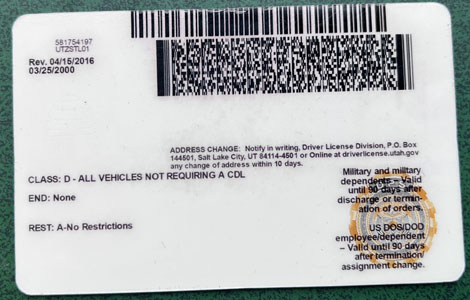 581754197
UTZSTL01
Rev. 04/15/2016
03/25/2000
ADDRESS CHANGE: Notify in writing, Driver License Division, P.O. Box
144501, Salt Lake City, UT 84114-4501 or Online at driverlicense.utah.gov
any change of address within 10 days.
CLASS: D - ALL VEHICLES NOT REQUIRING A CDL
END: None
REST: A-No Restrictions
Military and military
dependents – Valid
until 90 days after
discharge or termin-
ation of orders.
US DOS/DOD
employee/dependent
– Valid until 90 days
after termination/
assignment change.